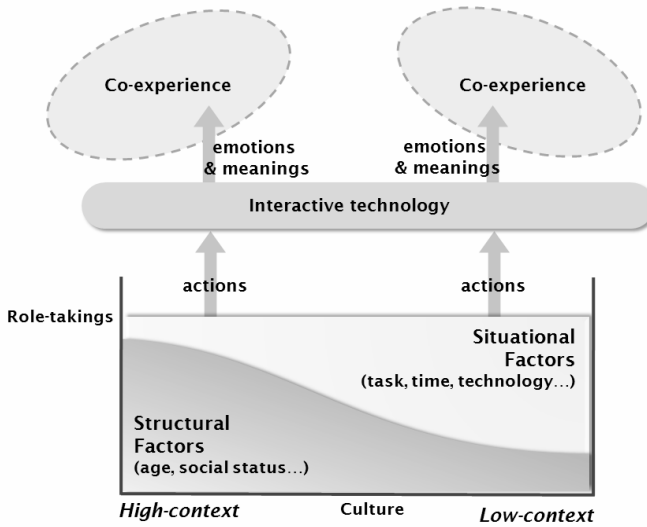 Co-experience
Co-experience
emotions
& meanings
emotions
& meanings
Interactive technology
actions
actions
Role-takings
Situational
Factors
(task, time, technology...)
Structural
Factors
(age, social status...)
High-context
Culture
Low-context